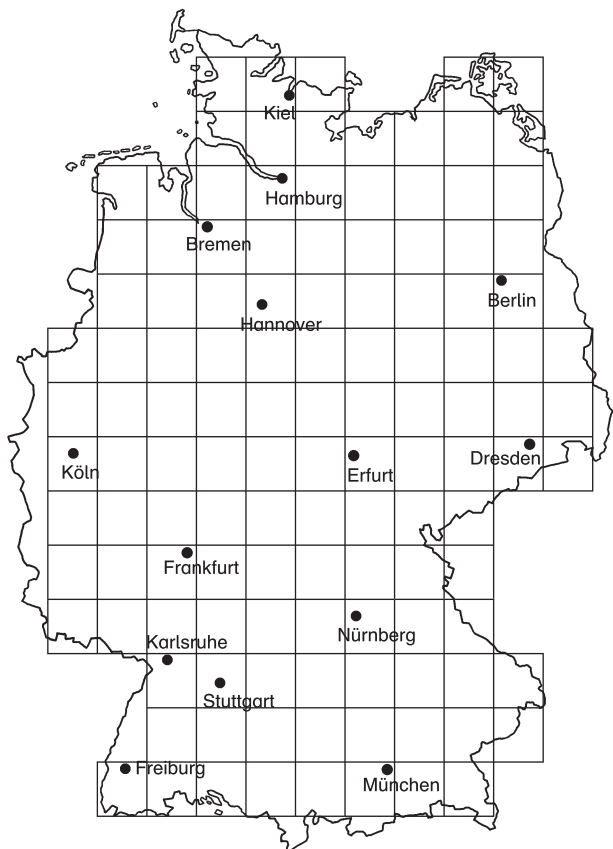 Kiel
Hamburg
Bremen
Berlin
Hannover
Dresden
Köln
Erfurt
Frankfurt
Nürnberg
Karlsruhe
Stuttgart
Freiburg
München